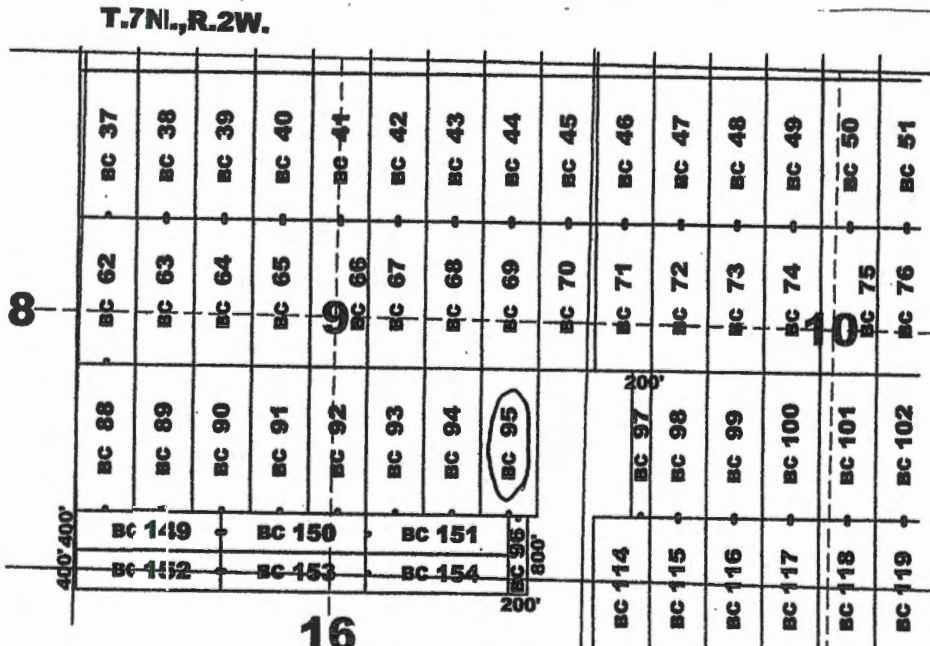 T.7N.,R.2W.
BC 37 BC 38 BC 39 BC 40 BC 41 BC 42 BC 43 BC 44 BC 45 BC 46 BC 47 BC 48 BC 49 BC 50 BC 51
BC 62 BC 63 BC 64 BC 65 BC 66 BC 67 BC 68 BC 69 BC 70 BC 71 BC 72 BC 73 BC 74 BC 75 BC 76
8 9 10
200'
BC 88 BC 89 BC 90 BC 91 BC 92 BC 93 BC 94 BC 95 BC 97 BC 98 BC 99 BC 100 BC 101 BC 102
400' BC 149 BC 150 BC 151 BC 96 800'
400' BC 152 BC 153 BC 154
200'
BC 114 BC 115 BC 116 BC 117 BC 118 BC 119
16